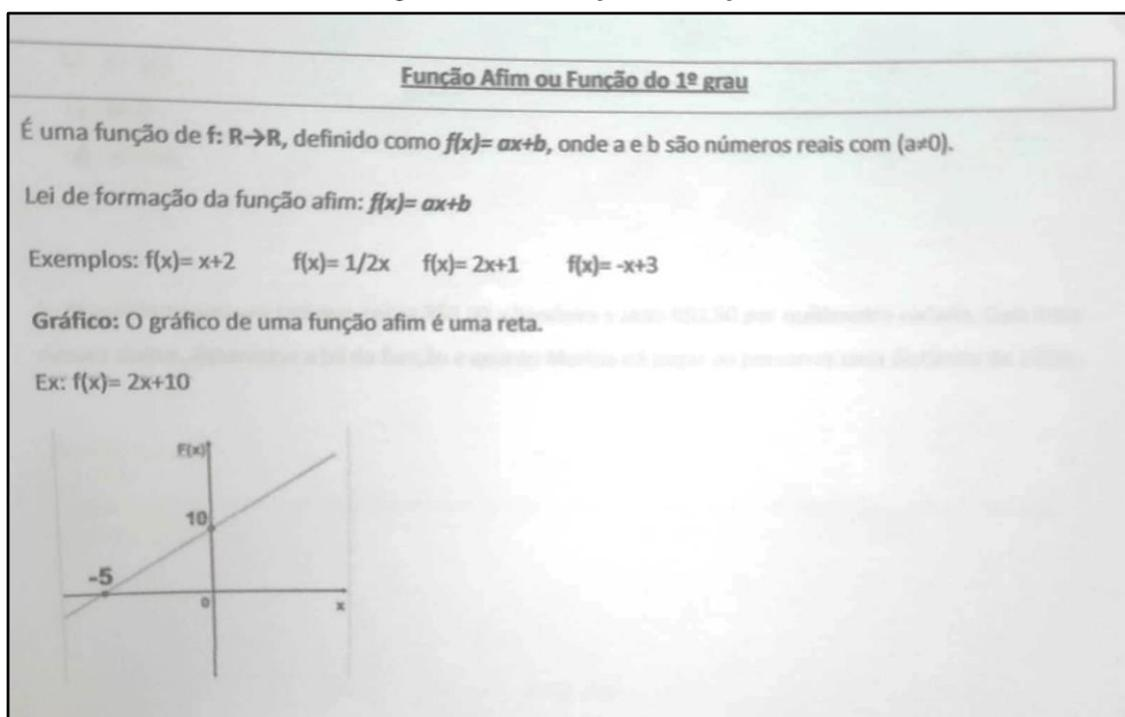 Função Afim ou Função do 1º grau
É uma função de f: R→R, definido como f(x)= ax+b, onde a e b são números reais com (a≠0).
Lei de formação da função afim: f(x)= ax+b
Exemplos: f(x)= x+2 f(x)= 1/2x f(x)= 2x+1 f(x)= -x+3
Gráfico: O gráfico de uma função afim é uma reta.
Ex: f(x)= 2x+10
F(x)
10
-5
0
x